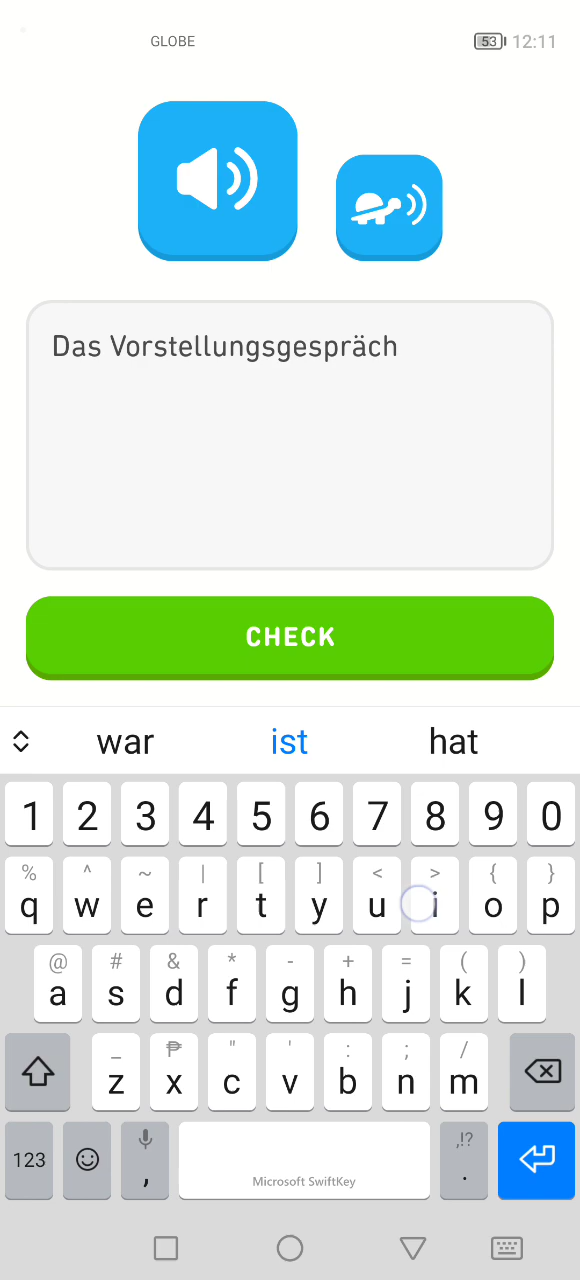 GLOBE 53 12:11
Das Vorstellungsgespräch
CHECK
war ist hat
1 2 3 4 5 6 7 8 9 0
% ^ ~ | [ ] < > { }
q w e r t y u i o p
@ # & * - + = ( )
a s d f g h j k l
_ ₱ " ' : ; /
z x c v b n m
,!?
123 , Microsoft SwiftKey .